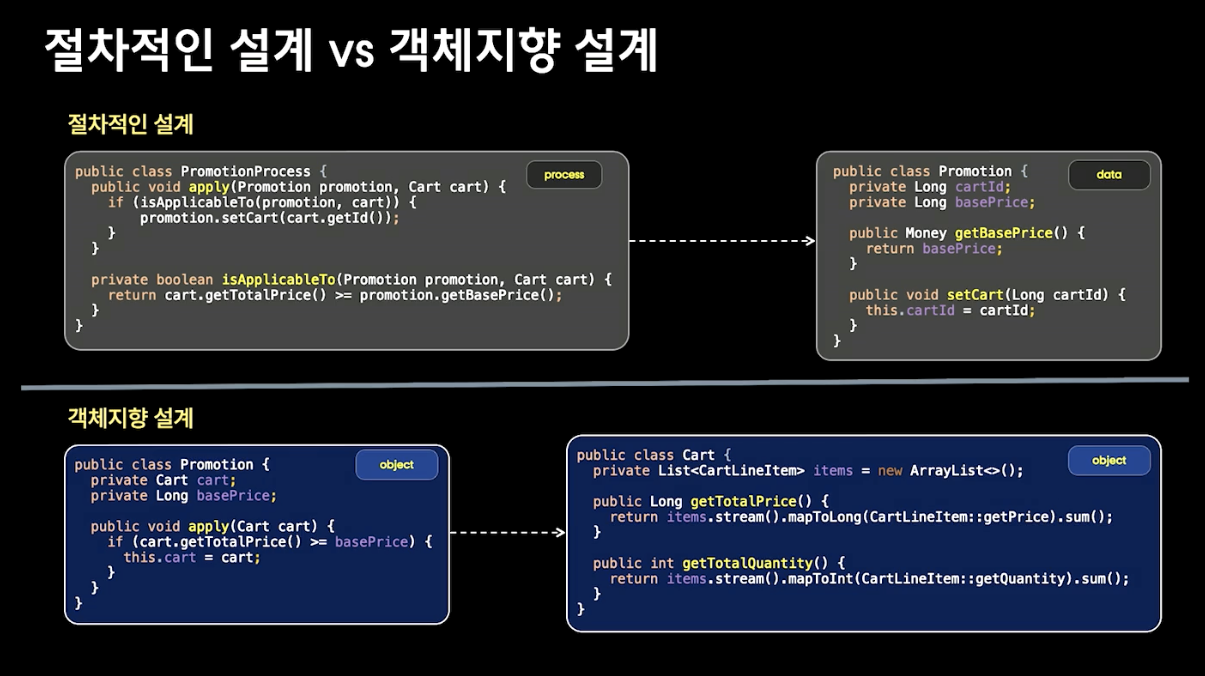 절차적인 설계 vs 객체지향 설계
절차적인 설계
process
public class PromotionProcess {
  public void apply(Promotion promotion, Cart cart) {
    if (isApplicableTo(promotion, cart)) {
        promotion.setCart(cart.getId());
    }
  }

  private boolean isApplicableTo(Promotion promotion, Cart cart) {
    return cart.getTotalPrice() >= promotion.getBasePrice();
  }
}
data
public class Promotion {
  private Long cartId;
  private Long basePrice;

  public Money getBasePrice() {
    return basePrice;
  }

  public void setCart(Long cartId) {
    this.cartId = cartId;
  }
}
객체지향 설계
object
public class Promotion {
  private Cart cart;
  private Long basePrice;

  public void apply(Cart cart) {
    if (cart.getTotalPrice() >= basePrice) {
      this.cart = cart;
    }
  }
}
object
public class Cart {
  private List<CartLineItem> items = new ArrayList<>();

  public Long getTotalPrice() {
    return items.stream().mapToLong(CartLineItem::getPrice).sum();
  }

  public int getTotalQuantity() {
    return items.stream().mapToInt(CartLineItem::getQuantity).sum();
  }
}